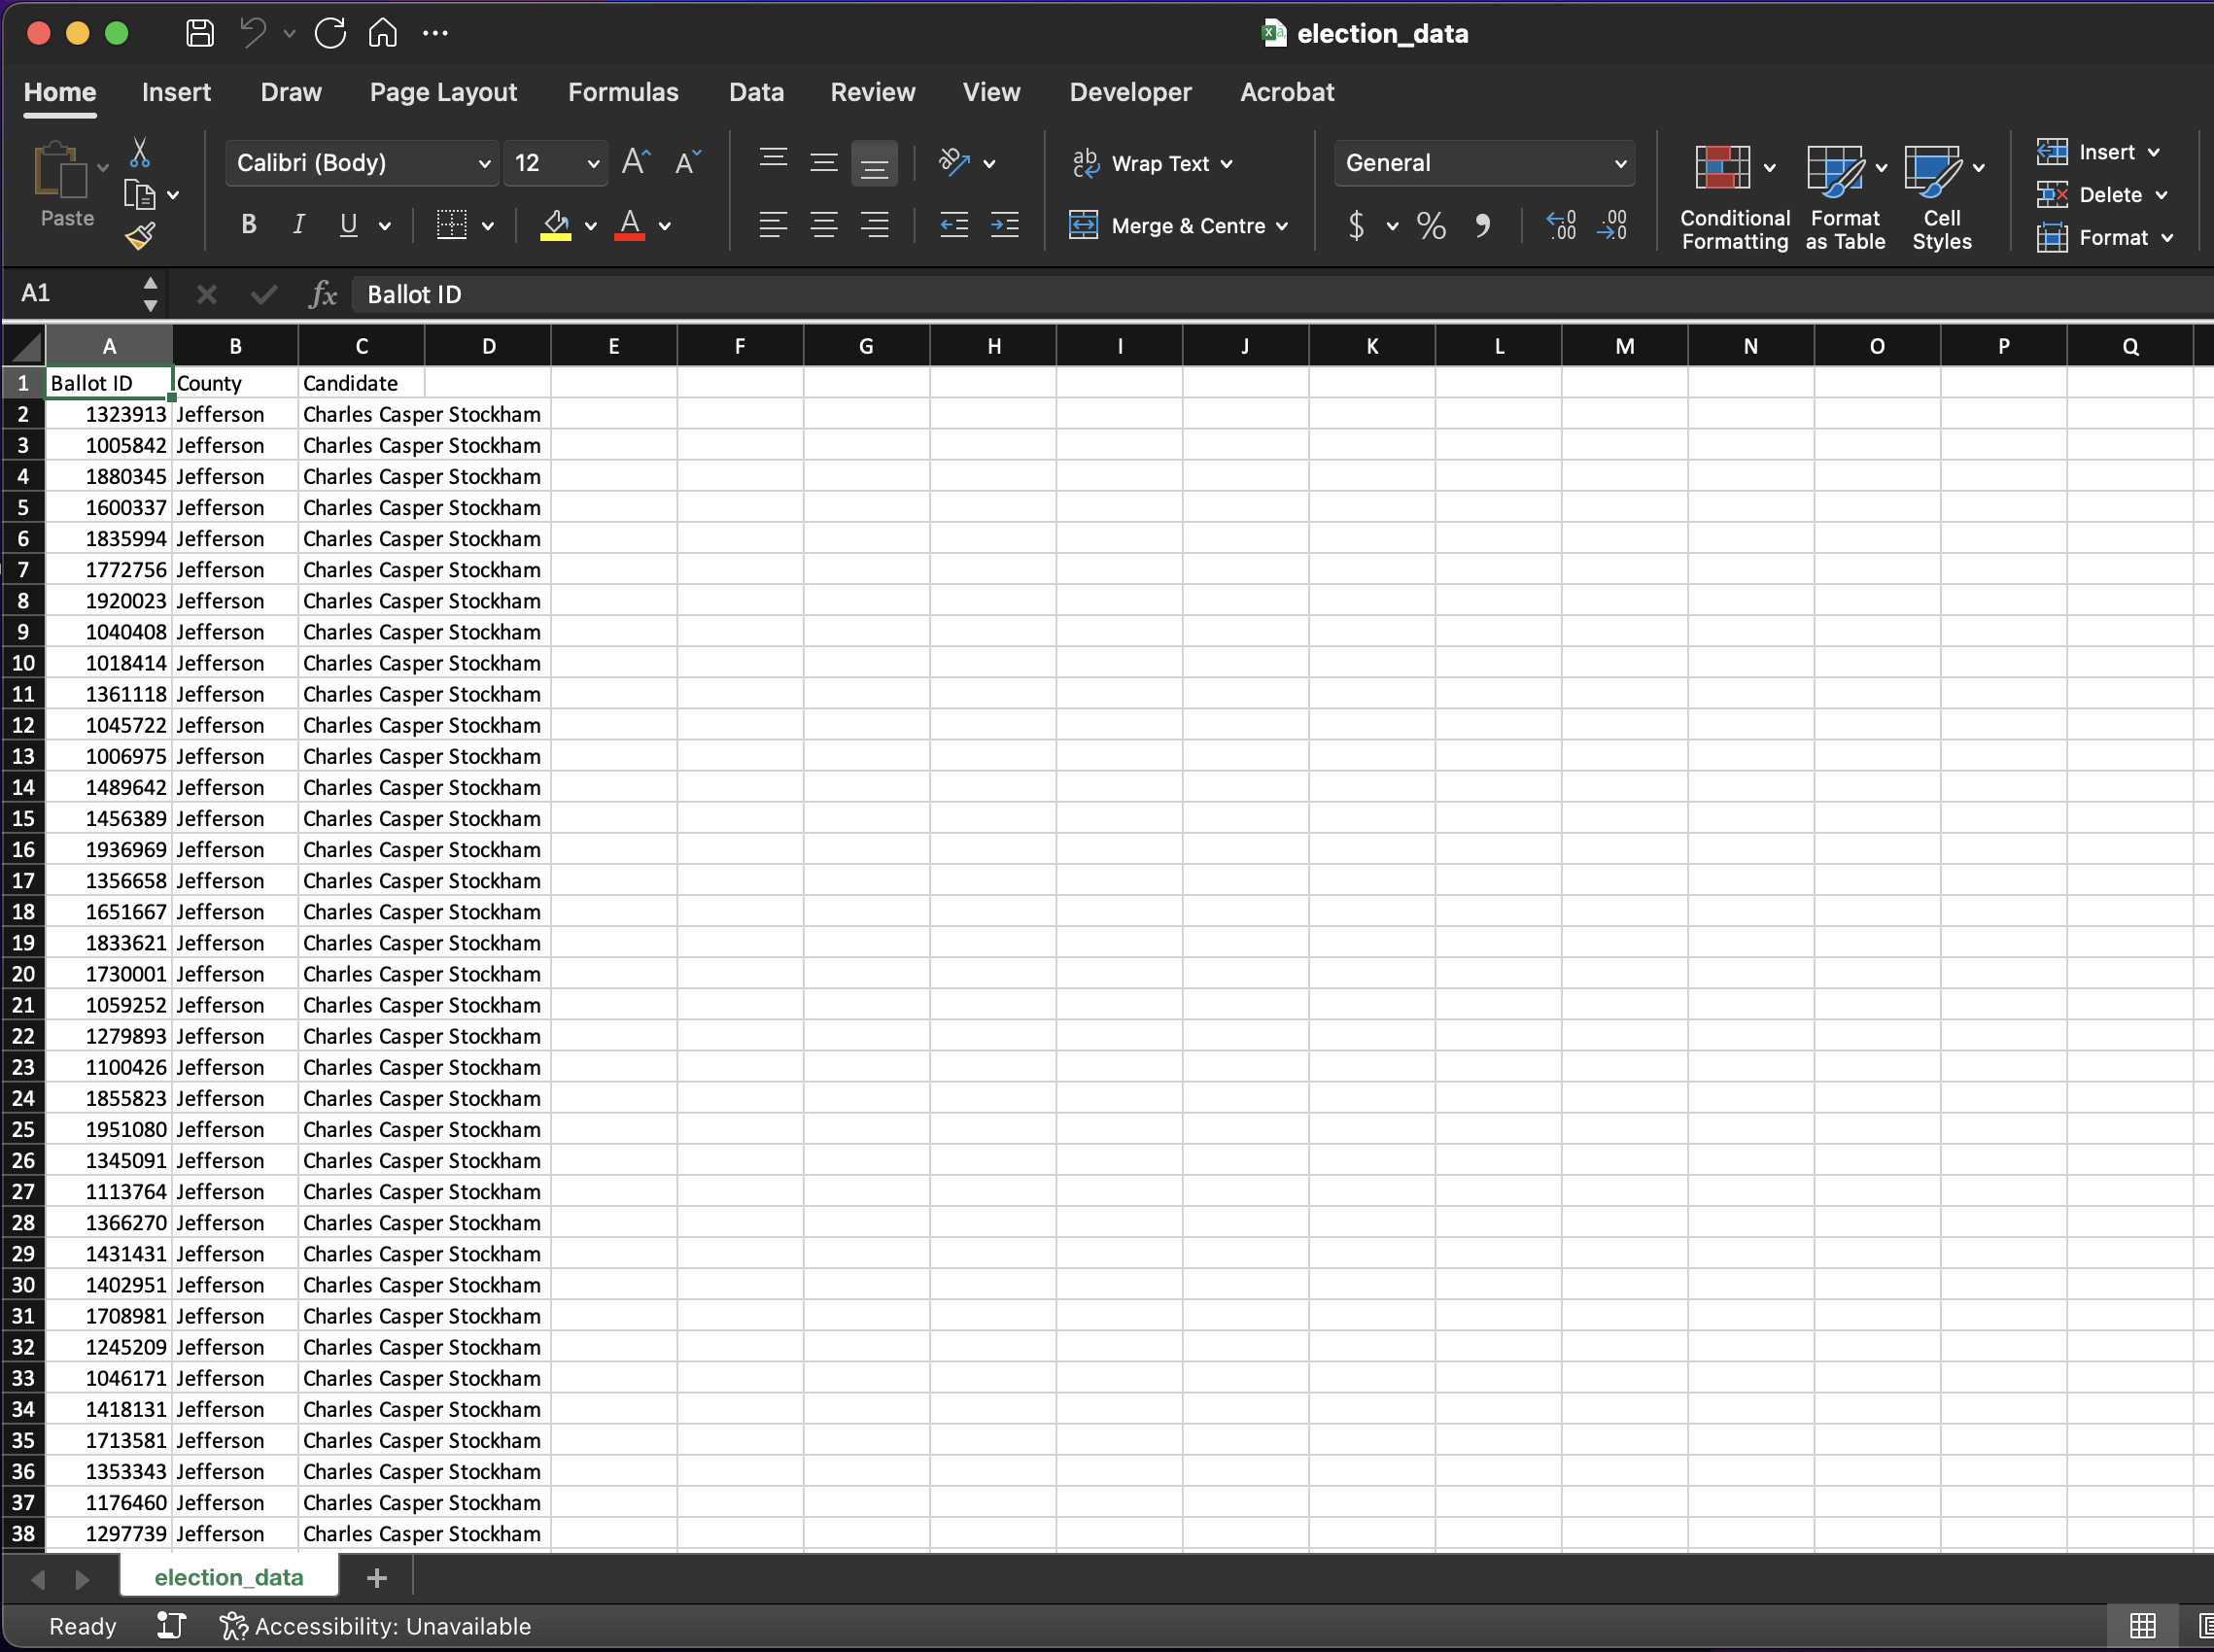 election_data
Home Insert Draw Page Layout Formulas Data Review View Developer Acrobat
Paste
Calibri (Body) 12
B I U
Wrap Text
Merge & Centre
General
Conditional Formatting
Format as Table
Cell Styles
Insert
Delete
Format
A1 fx Ballot ID
A B C D E F G H I J K L M N O P Q
1 Ballot ID County Candidate
2 1323913 Jefferson Charles Casper Stockham
3 1005842 Jefferson Charles Casper Stockham
4 1880345 Jefferson Charles Casper Stockham
5 1600337 Jefferson Charles Casper Stockham
6 1835994 Jefferson Charles Casper Stockham
7 1772756 Jefferson Charles Casper Stockham
8 1920023 Jefferson Charles Casper Stockham
9 1040408 Jefferson Charles Casper Stockham
10 1018414 Jefferson Charles Casper Stockham
11 1361118 Jefferson Charles Casper Stockham
12 1045722 Jefferson Charles Casper Stockham
13 1006975 Jefferson Charles Casper Stockham
14 1489642 Jefferson Charles Casper Stockham
15 1456389 Jefferson Charles Casper Stockham
16 1936969 Jefferson Charles Casper Stockham
17 1356658 Jefferson Charles Casper Stockham
18 1651667 Jefferson Charles Casper Stockham
19 1833621 Jefferson Charles Casper Stockham
20 1730001 Jefferson Charles Casper Stockham
21 1059252 Jefferson Charles Casper Stockham
22 1279893 Jefferson Charles Casper Stockham
23 1100426 Jefferson Charles Casper Stockham
24 1855823 Jefferson Charles Casper Stockham
25 1951080 Jefferson Charles Casper Stockham
26 1345091 Jefferson Charles Casper Stockham
27 1113764 Jefferson Charles Casper Stockham
28 1366270 Jefferson Charles Casper Stockham
29 1431431 Jefferson Charles Casper Stockham
30 1402951 Jefferson Charles Casper Stockham
31 1708981 Jefferson Charles Casper Stockham
32 1245209 Jefferson Charles Casper Stockham
33 1046171 Jefferson Charles Casper Stockham
34 1418131 Jefferson Charles Casper Stockham
35 1713581 Jefferson Charles Casper Stockham
36 1353343 Jefferson Charles Casper Stockham
37 1176460 Jefferson Charles Casper Stockham
38 1297739 Jefferson Charles Casper Stockham
election_data
Ready Accessibility: Unavailable